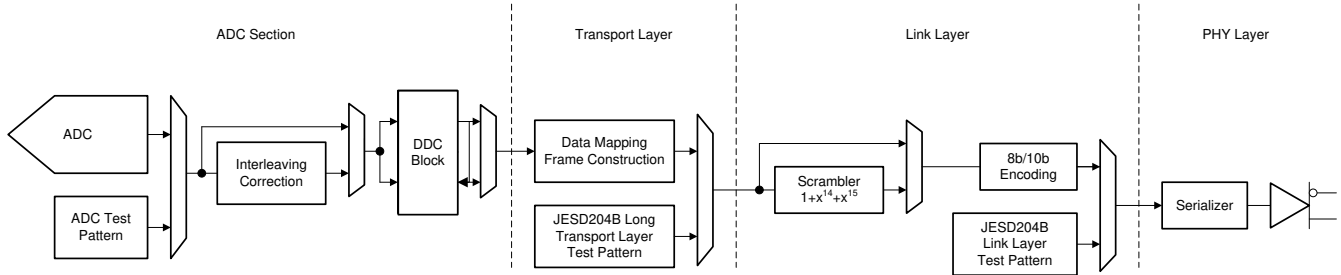 ADC Section
Transport Layer
Link Layer
PHY Layer
ADC
ADC Test
Pattern
Interleaving
Correction
DDC
Block
Data Mapping
Frame Construction
JESD204B Long
Transport Layer
Test Pattern
Scrambler
1+x¹⁴+x¹⁵
8b/10b
Encoding
JESD204B
Link Layer
Test Pattern
Serializer